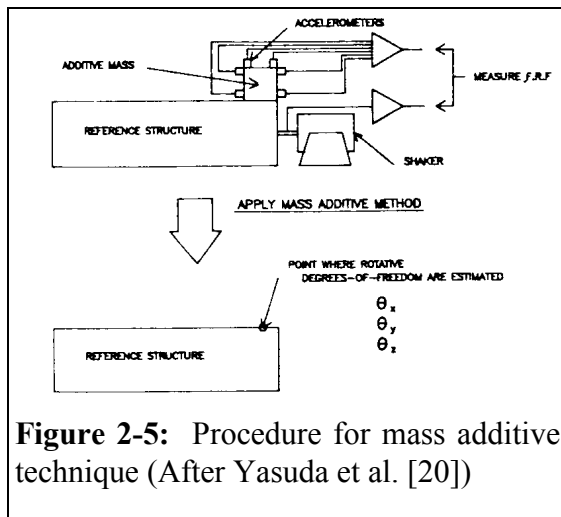 ACCELEROMETERS
ADDITIVE MASS
MEASURE F.R.F
REFERENCE STRUCTURE
SHAKER
APPLY MASS ADDITIVE METHOD
POINT WHERE ROTATIVE
DEGREES-OF-FREEDOM ARE ESTIMATED
θx
θy
θz
REFERENCE STRUCTURE
Figure 2-5: Procedure for mass additive
technique (After Yasuda et al. [20])